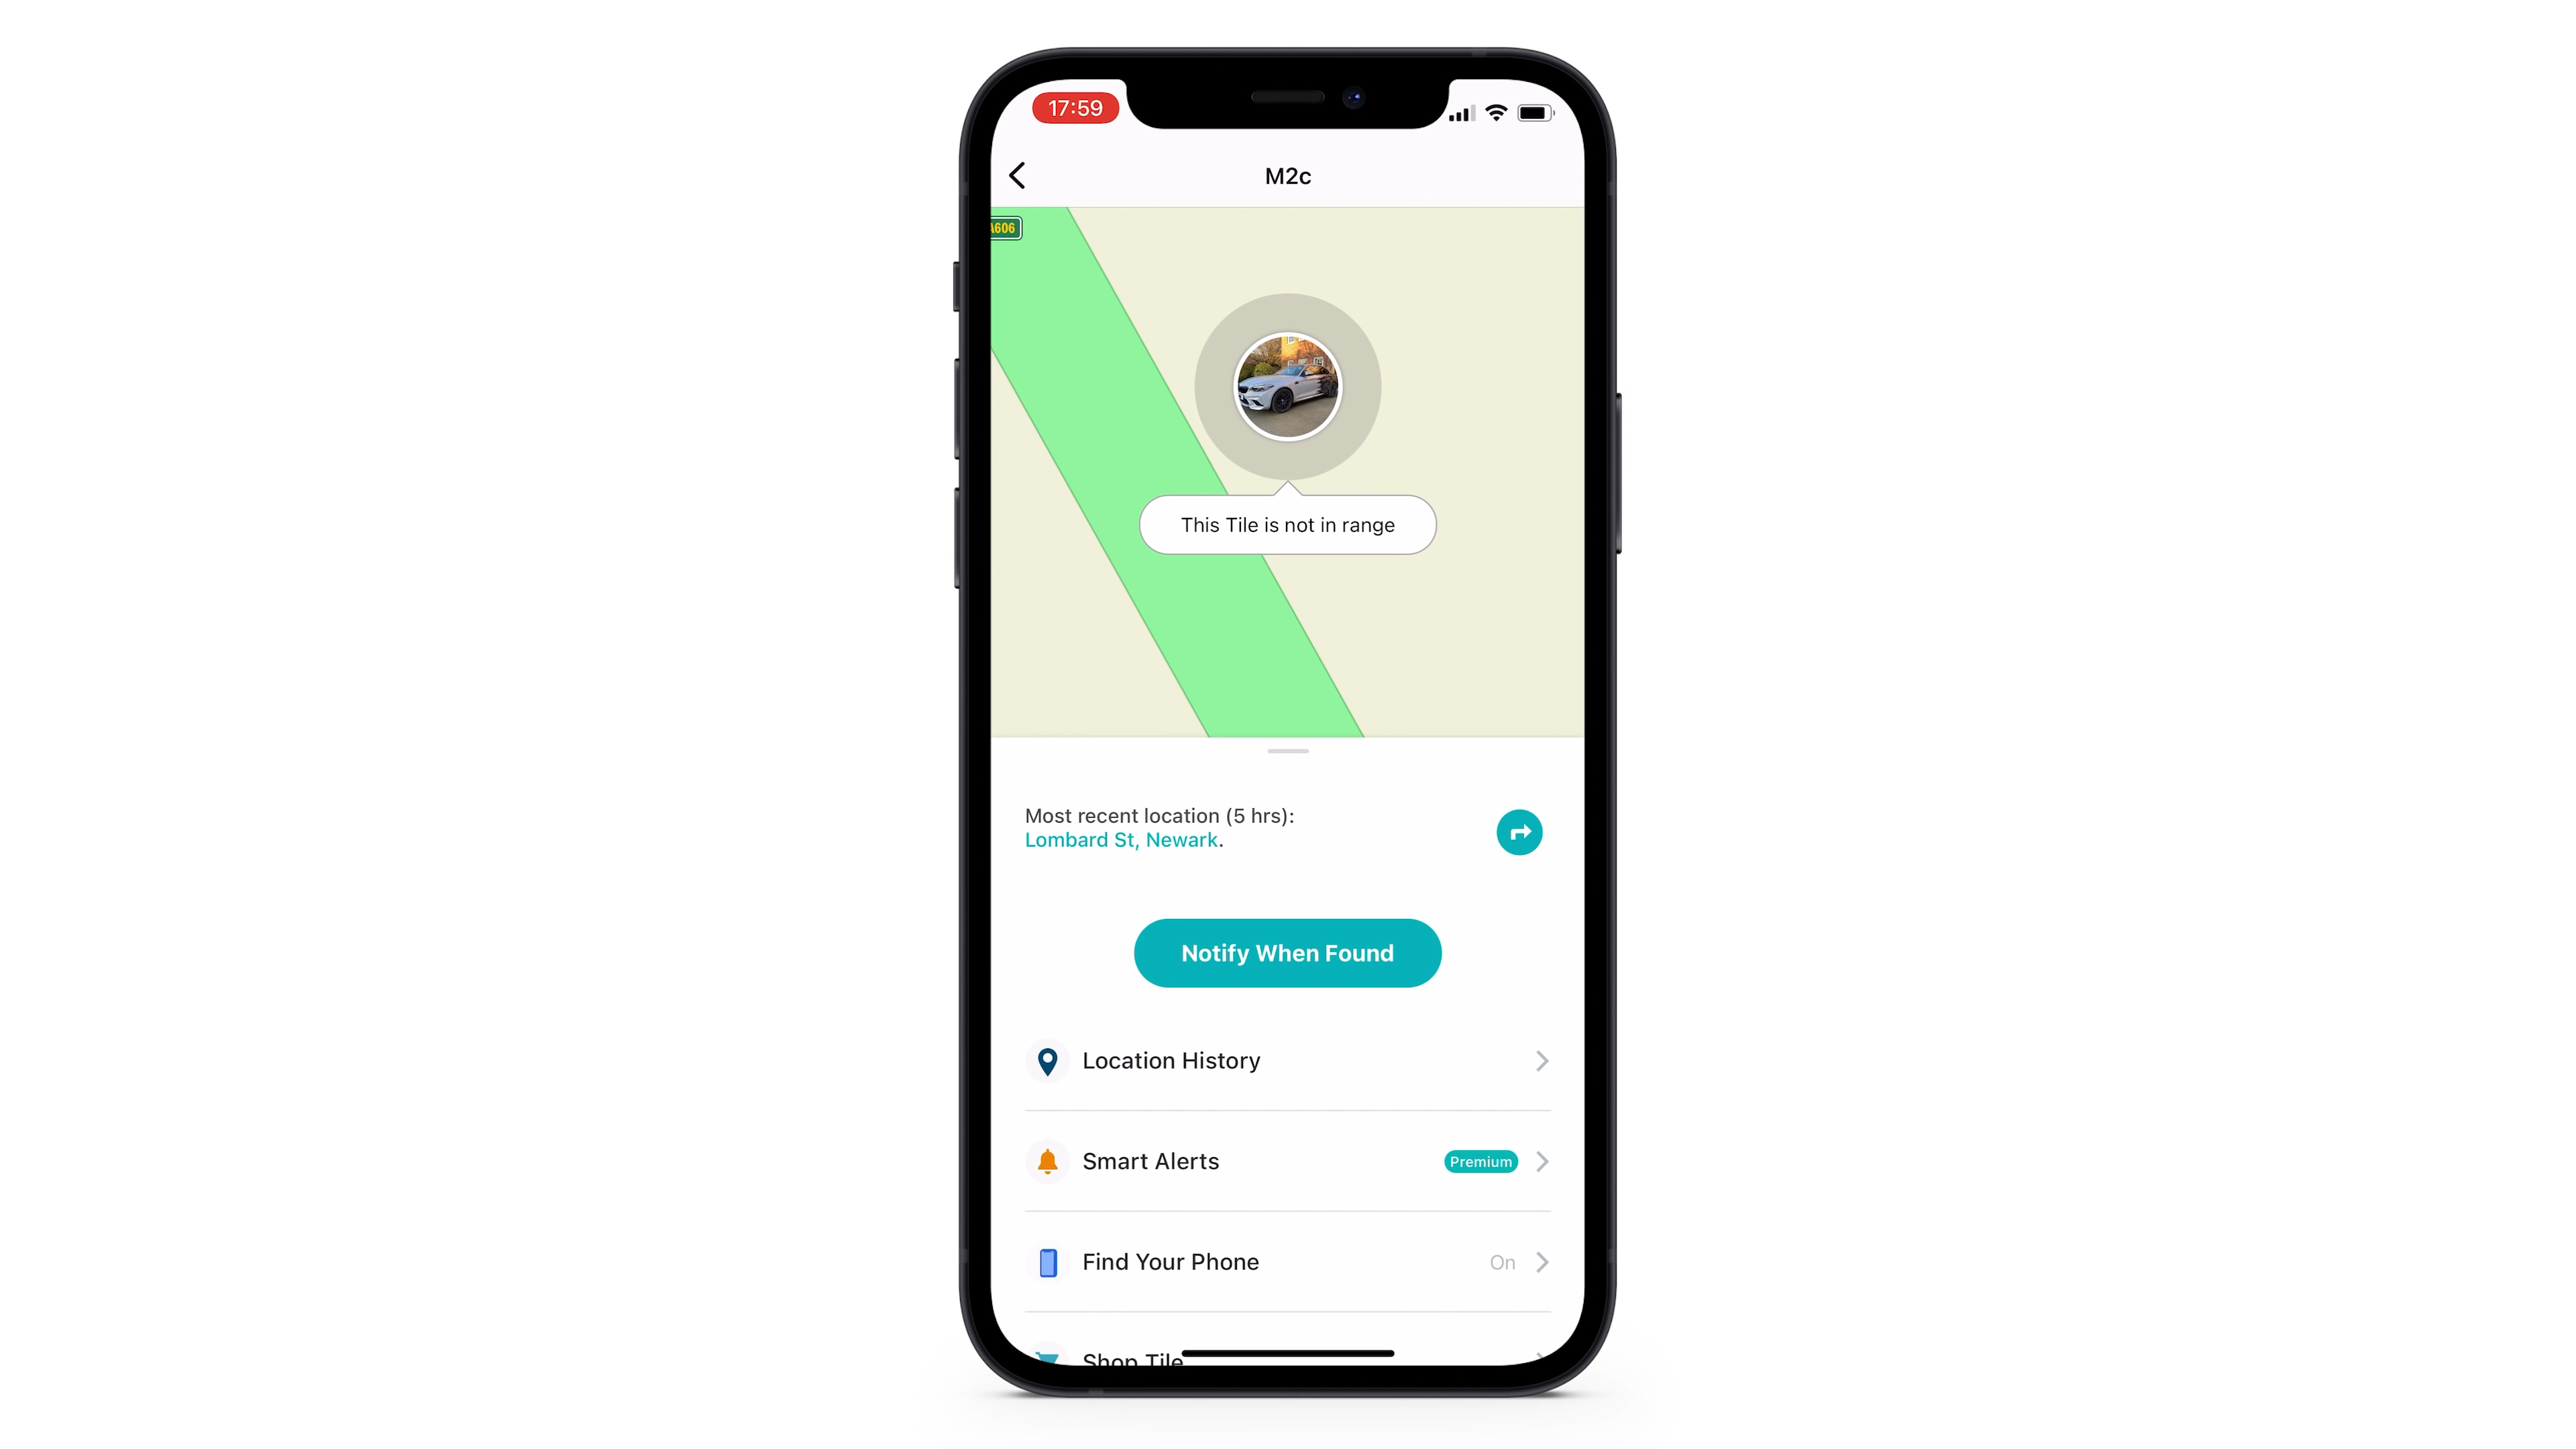 17:59
M2c
A606
This Tile is not in range
Most recent location (5 hrs):
Lombard St, Newark.
Notify When Found
Location History
Smart Alerts
Premium
Find Your Phone
On
Shop Tile